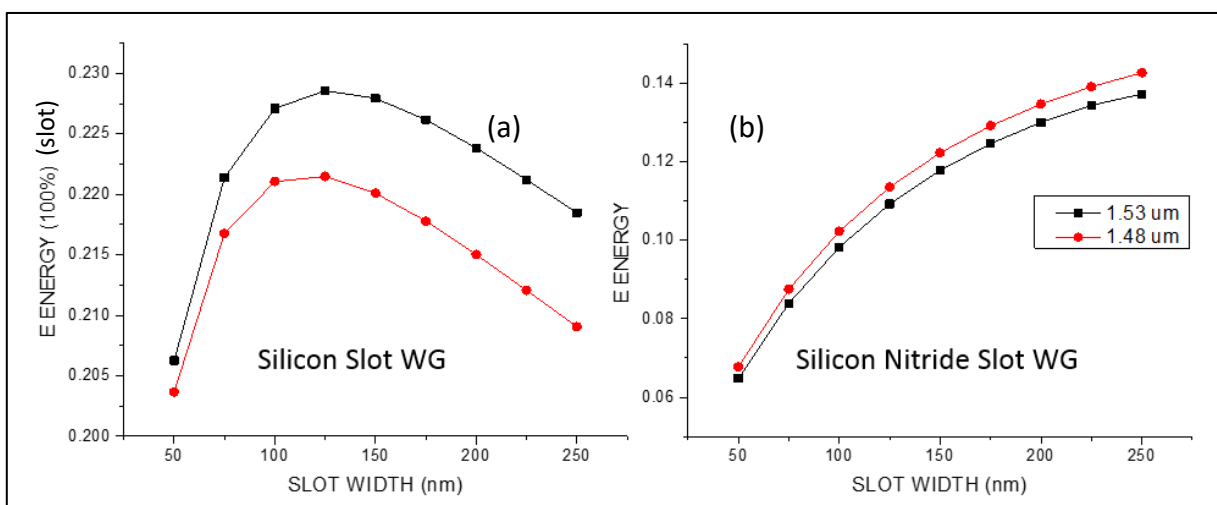 E ENERGY (100%) (slot)
0.230
0.225
0.220
0.215
0.210
0.205
0.200
(a)
Silicon Slot WG
50 100 150 200 250
SLOT WIDTH (nm)
E ENERGY
0.14
0.12
0.10
0.08
0.06
(b)
1.53 um
1.48 um
Silicon Nitride Slot WG
50 100 150 200 250
SLOT WIDTH (nm)